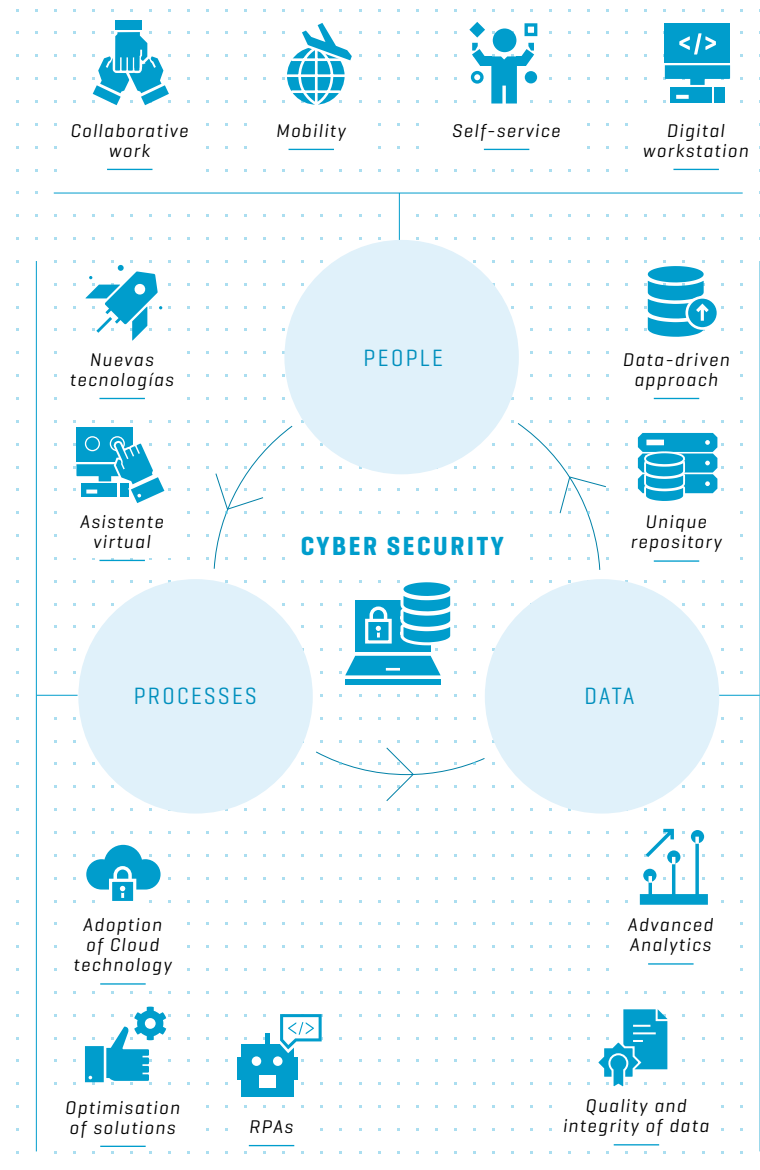 </>
Collaborative
work
Mobility
Self-service
Digital
workstation
PEOPLE
Nuevas
tecnologías
Data-driven
approach
Asistente
virtual
Unique
repository
CYBER SECURITY
PROCESSES
DATA
Adoption
of Cloud
technology
Advanced
Analytics
</>
Optimisation
of solutions
RPAs
Quality and
integrity of data